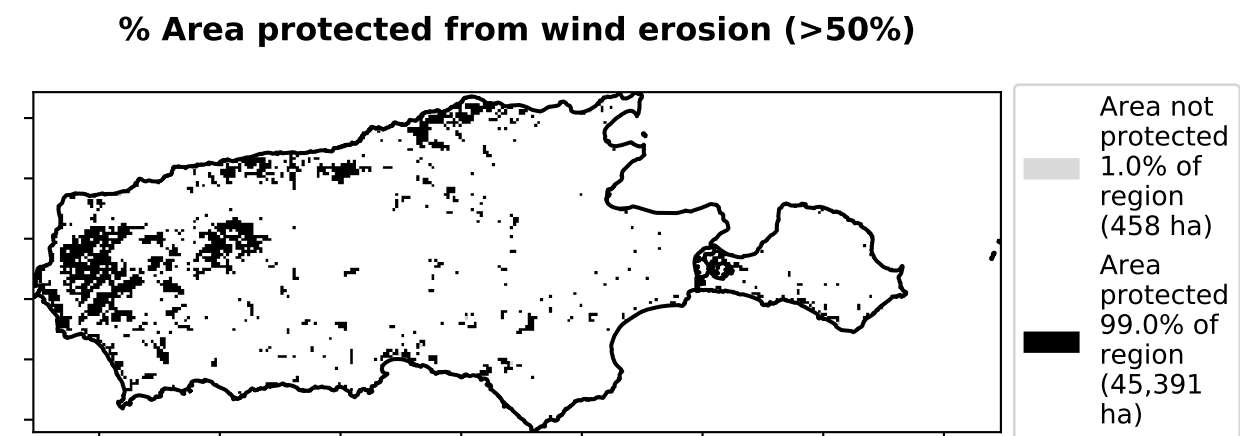 % Area protected from wind erosion (>50%)
Area not
protected
1.0% of
region
(458 ha)
Area
protected
99.0% of
region
(45,391
ha)